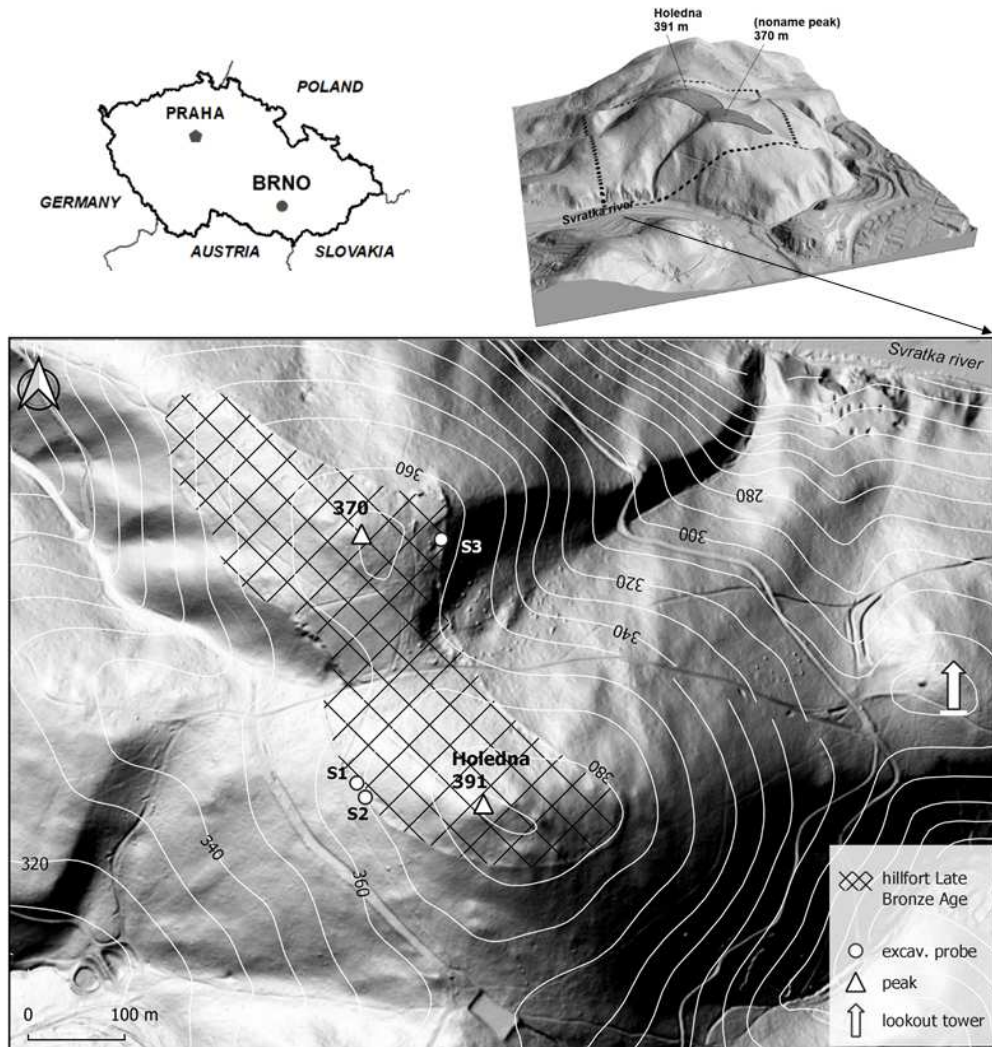 POLAND
PRAHA
BRNO
GERMANY
AUSTRIA
SLOVAKIA
Holedna
391 m
(noname peak)
370 m
Svratka river
Svratka river
360
370
S3
280
300
320
340
Holedna
391
380
S1
S2
320
340
360
hillfort Late
Bronze Age
excav. probe
peak
lookout tower
0
100 m